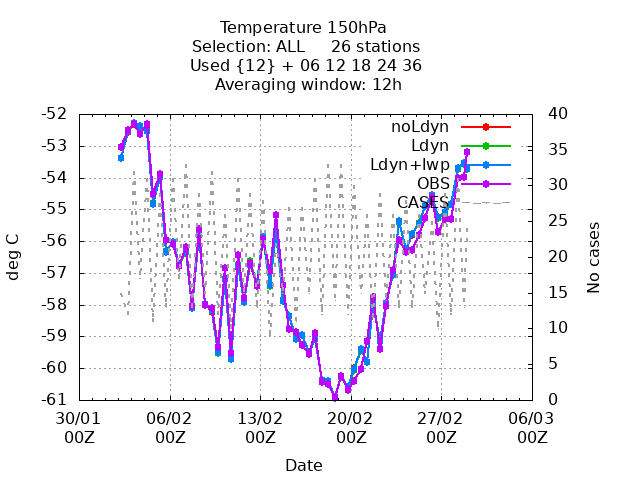 Temperature 150hPa
Selection: ALL 26 stations
Used {12} + 06 12 18 24 36
Averaging window: 12h
-52 40
noLdyn
-53 35
Ldyn
Ldyn+lwp
-54 30
OBS
CASES
-55 25
-56 20
deg C
No cases
-57
-58 15
-59 10
-60 5
-61 0
30/01 06/02 13/02 20/02 27/02 06/03
00Z 00Z 00Z 00Z 00Z 00Z
Date